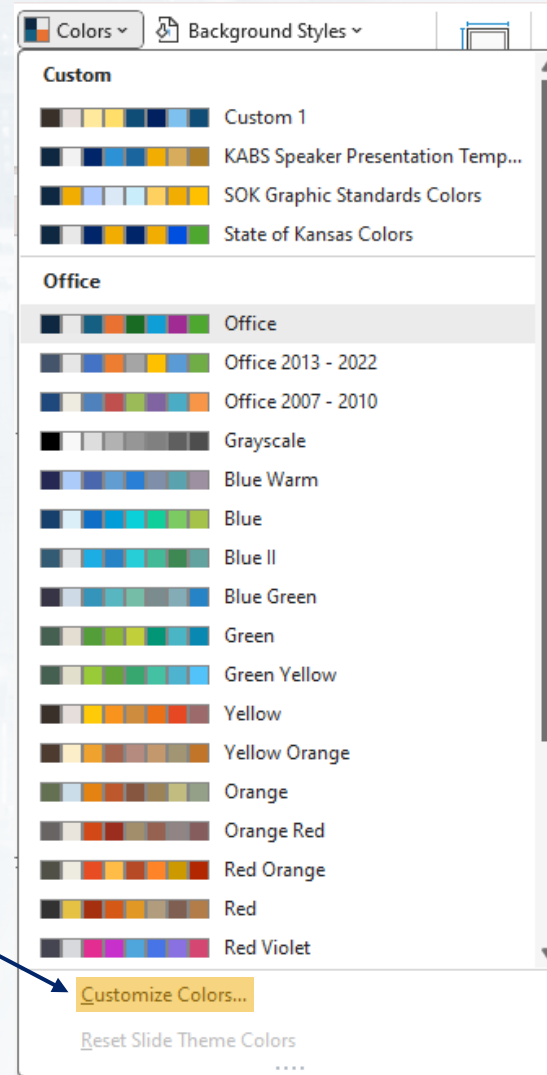 Colors
Background Styles
Custom
Custom 1
KABS Speaker Presentation Temp...
SOK Graphic Standards Colors
State of Kansas Colors
Office
Office
Office 2013 - 2022
Office 2007 - 2010
Grayscale
Blue Warm
Blue
Blue II
Blue Green
Green
Green Yellow
Yellow
Yellow Orange
Orange
Orange Red
Red Orange
Red
Red Violet
Customize Colors...
Reset Slide Theme Colors